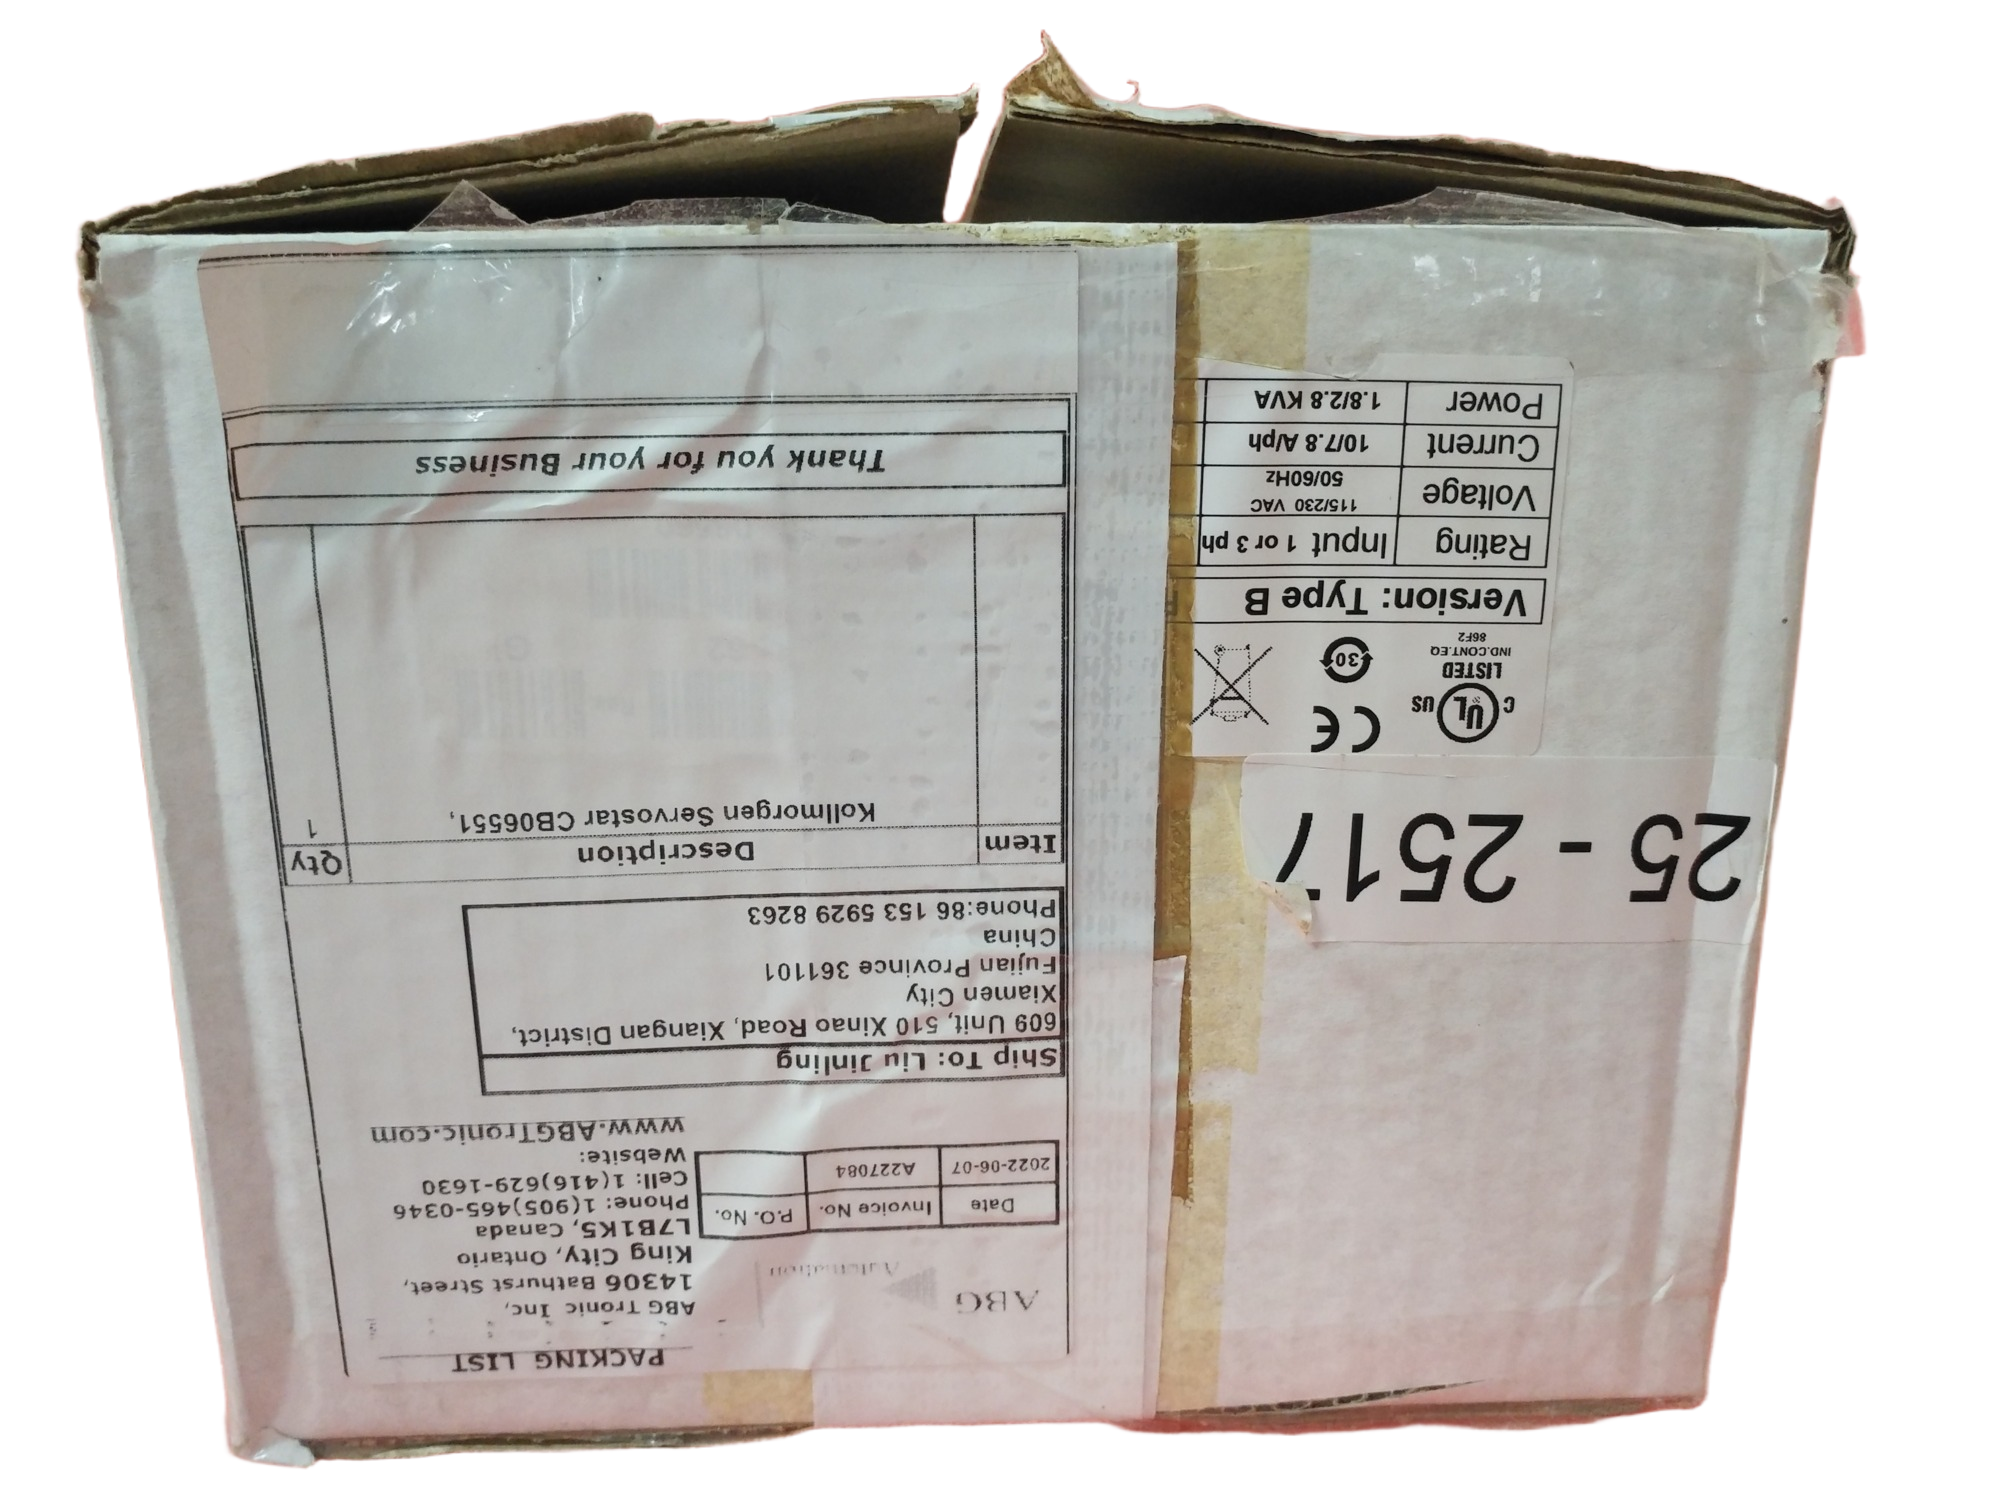 25 - 2517
C UL US
LISTED
IND.CONT.EQ
86F2
CE
30
Version: Type B
Rating Input 1 or 3 ph
Voltage 115/230 VAC
50/60Hz
Current 10/7.8 A/ph
Power 1.8/2.8 KVA
PACKING LIST
ABG
Automation
ABG Tronic Inc,
14306 Bathurst Street,
King City, Ontario
L7B1K5, Canada
Phone: 1(905)465-0346
Cell: 1(416)629-1630
Website:
www.ABGTronic.com
Date Invoice No. P.O. No.
2022-06-07 A227084
Ship To: Liu Jinling
609 Unit, 510 Xinao Road, Xiangan District,
Xiamen City
Fujian Province 361101
China
Phone:86 153 5929 8263
Item Description Qty
Kollmorgen Servostar CB06551, 1
Thank you for your Business